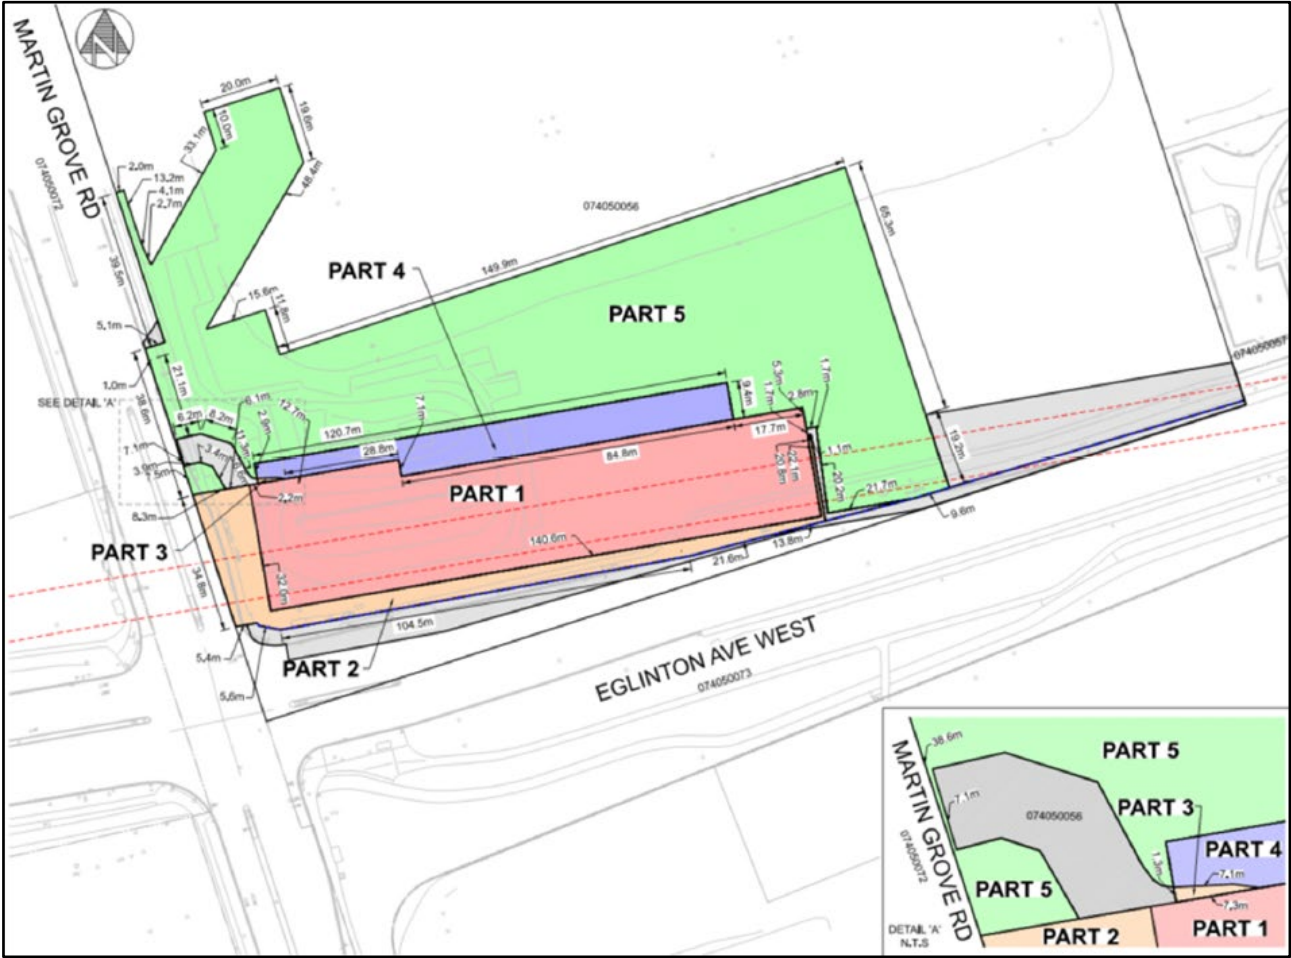 N
MARTIN GROVE RD
074050072
20.0m
10.0m
19.6m
33.1m
48.4m
2.0m
13.2m
4.1m
2.7m
39.5m
074050056
149.9m
65.3m
PART 4
PART 5
15.6m
11.8m
5.1m
1.0m
21.1m
38.6m
SEE DETAIL 'A'
6.2m
8.2m
6.1m
2.9m
12.7m
7.1m
120.7m
28.8m
84.8m
9.4m
5.3m
1.7m
2.8m
1.7m
17.7m
1.1m
22.1m
20.8m
20.2m
21.7m
19.2m
9.6m
074050057
7.1m
3.4m
11.3m
7.5m
2.2m
8.3m
PART 1
PART 3
140.6m
32.0m
34.8m
13.8m
21.6m
104.5m
5.4m
5.6m
PART 2
EGLINTON AVE WEST
074050073
38.6m
PART 5
7.1m
074050056
PART 3
MARTIN GROVE RD
074050072
1.3m
PART 4
7.1m
PART 5
7.3m
DETAIL 'A'
N.T.S
PART 2
PART 1